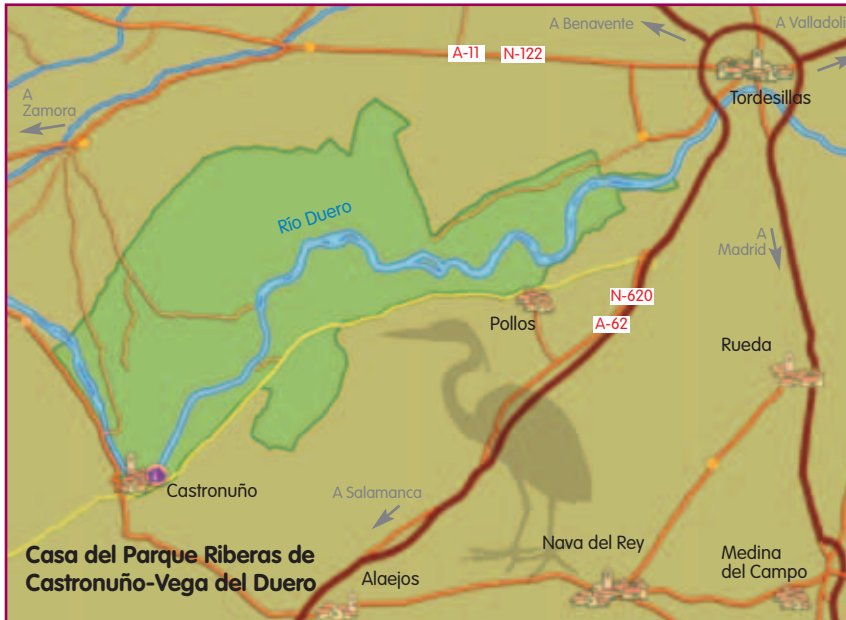 A Benavente
A Valladoli
A-11
N-122
A
Zamora
Tordesillas
Río Duero
A
Madrid
N-620
Pollos
A-62
Rueda
Castronuño
A Salamanca
Casa del Parque Riberas de
Castronuño-Vega del Duero
Alaejos
Nava del Rey
Medina
del Campo